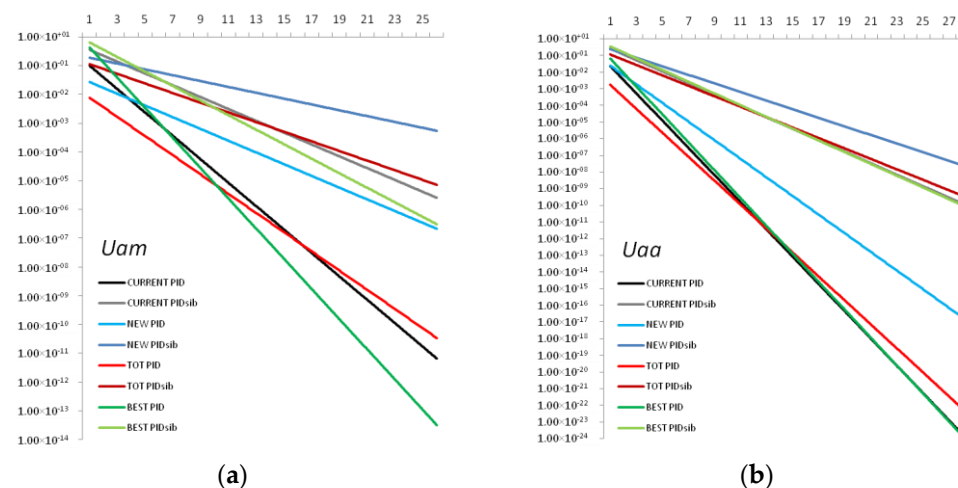 1 3 5 7 9 11 13 15 17 19 21 23 25
1.00×10⁺⁰¹
1.00×10⁻⁰¹
1.00×10⁻⁰²
1.00×10⁻⁰³
1.00×10⁻⁰⁴
1.00×10⁻⁰⁵
1.00×10⁻⁰⁶
1.00×10⁻⁰⁷
1.00×10⁻⁰⁸
1.00×10⁻⁰⁹
1.00×10⁻¹⁰
1.00×10⁻¹¹
1.00×10⁻¹²
1.00×10⁻¹³
1.00×10⁻¹⁴
Uam
CURRENT PID
CURRENT PIDsib
NEW PID
NEW PIDsib
TOT PID
TOT PIDsib
BEST PID
BEST PIDsib
(a)
1 3 5 7 9 11 13 15 17 19 21 23 25 27
1.00×10⁺⁰¹
1.00×10⁻⁰¹
1.00×10⁻⁰²
1.00×10⁻⁰³
1.00×10⁻⁰⁴
1.00×10⁻⁰⁵
1.00×10⁻⁰⁶
1.00×10⁻⁰⁷
1.00×10⁻⁰⁸
1.00×10⁻⁰⁹
1.00×10⁻¹⁰
1.00×10⁻¹¹
1.00×10⁻¹²
1.00×10⁻¹³
1.00×10⁻¹⁴
1.00×10⁻¹⁵
1.00×10⁻¹⁶
1.00×10⁻¹⁷
1.00×10⁻¹⁸
1.00×10⁻¹⁹
1.00×10⁻²⁰
1.00×10⁻²¹
1.00×10⁻²²
1.00×10⁻²³
1.00×10⁻²⁴
Uaa
CURRENT PID
CURRENT PIDsib
NEW PID
NEW PIDsib
TOT PID
TOT PIDsib
BEST PID
BEST PIDsib
(b)